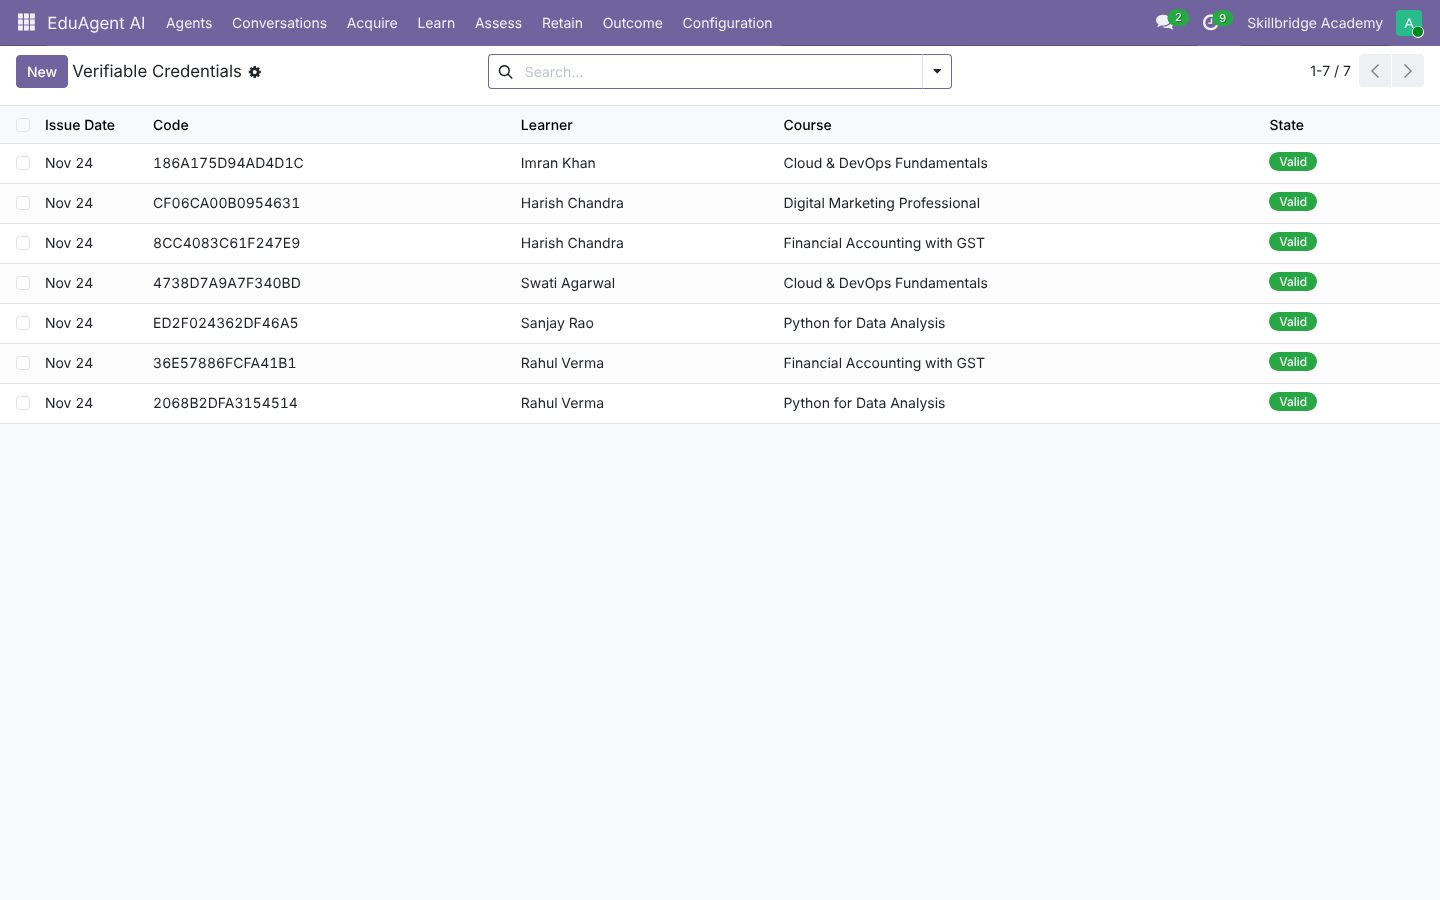 EduAgent AI Agents Conversations Acquire Learn Assess Retain Outcome Configuration 2 9 Skillbridge Academy A
New Verifiable Credentials Search... 1-7 / 7
Issue Date Code Learner Course State
Nov 24 186A175D94AD4D1C Imran Khan Cloud & DevOps Fundamentals Valid
Nov 24 CF06CA00B0954631 Harish Chandra Digital Marketing Professional Valid
Nov 24 8CC4083C61F247E9 Harish Chandra Financial Accounting with GST Valid
Nov 24 4738D7A9A7F340BD Swati Agarwal Cloud & DevOps Fundamentals Valid
Nov 24 ED2F024362DF46A5 Sanjay Rao Python for Data Analysis Valid
Nov 24 36E57886FCFA41B1 Rahul Verma Financial Accounting with GST Valid
Nov 24 2068B2DFA3154514 Rahul Verma Python for Data Analysis Valid